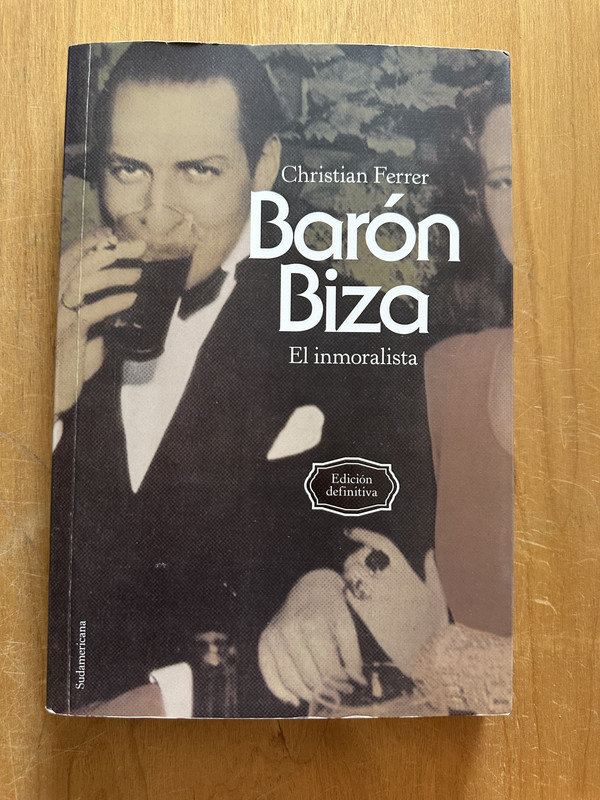 Christian Ferrer
Barón
Biza
El inmoralista
Edición
definitiva
Sudamericana